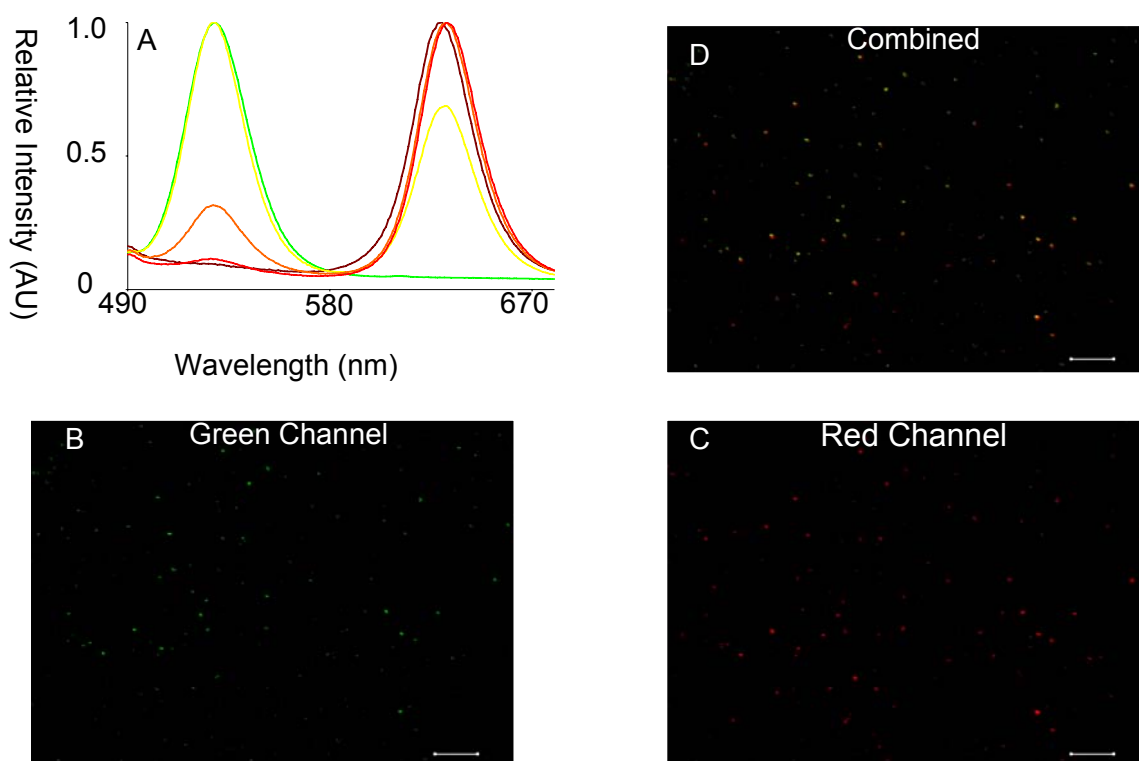 A
Relative Intensity (AU)
1.0
0.5
0
490
580
670
Wavelength (nm)
D
Combined
B
Green Channel
C
Red Channel